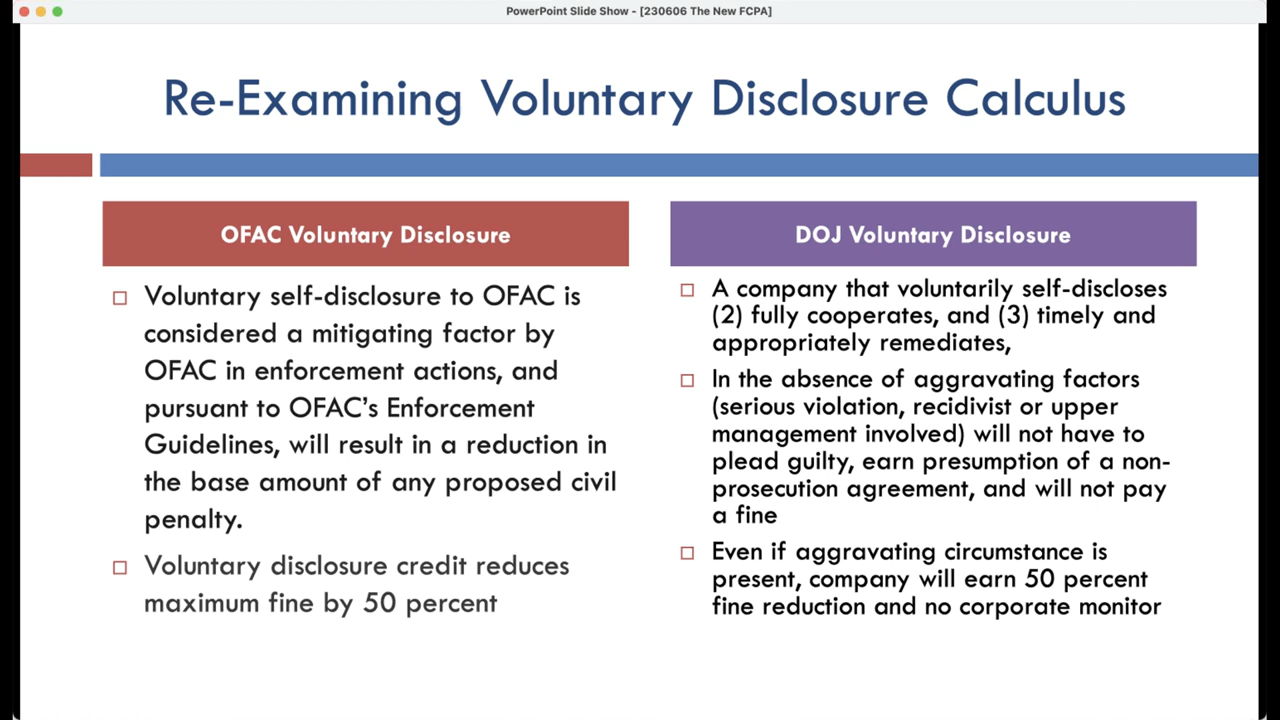 PowerPoint Slide Show - [230606 The New FCPA]
Re-Examining Voluntary Disclosure Calculus
OFAC Voluntary Disclosure
Voluntary self-disclosure to OFAC is
considered a mitigating factor by
OFAC in enforcement actions, and
pursuant to OFAC’s Enforcement
Guidelines, will result in a reduction in
the base amount of any proposed civil
penalty.
Voluntary disclosure credit reduces
maximum fine by 50 percent
DOJ Voluntary Disclosure
A company that voluntarily self-discloses
(2) fully cooperates, and (3) timely and
appropriately remediates,
In the absence of aggravating factors
(serious violation, recidivist or upper
management involved) will not have to
plead guilty, earn presumption of a non-
prosecution agreement, and will not pay
a fine
Even if aggravating circumstance is
present, company will earn 50 percent
fine reduction and no corporate monitor